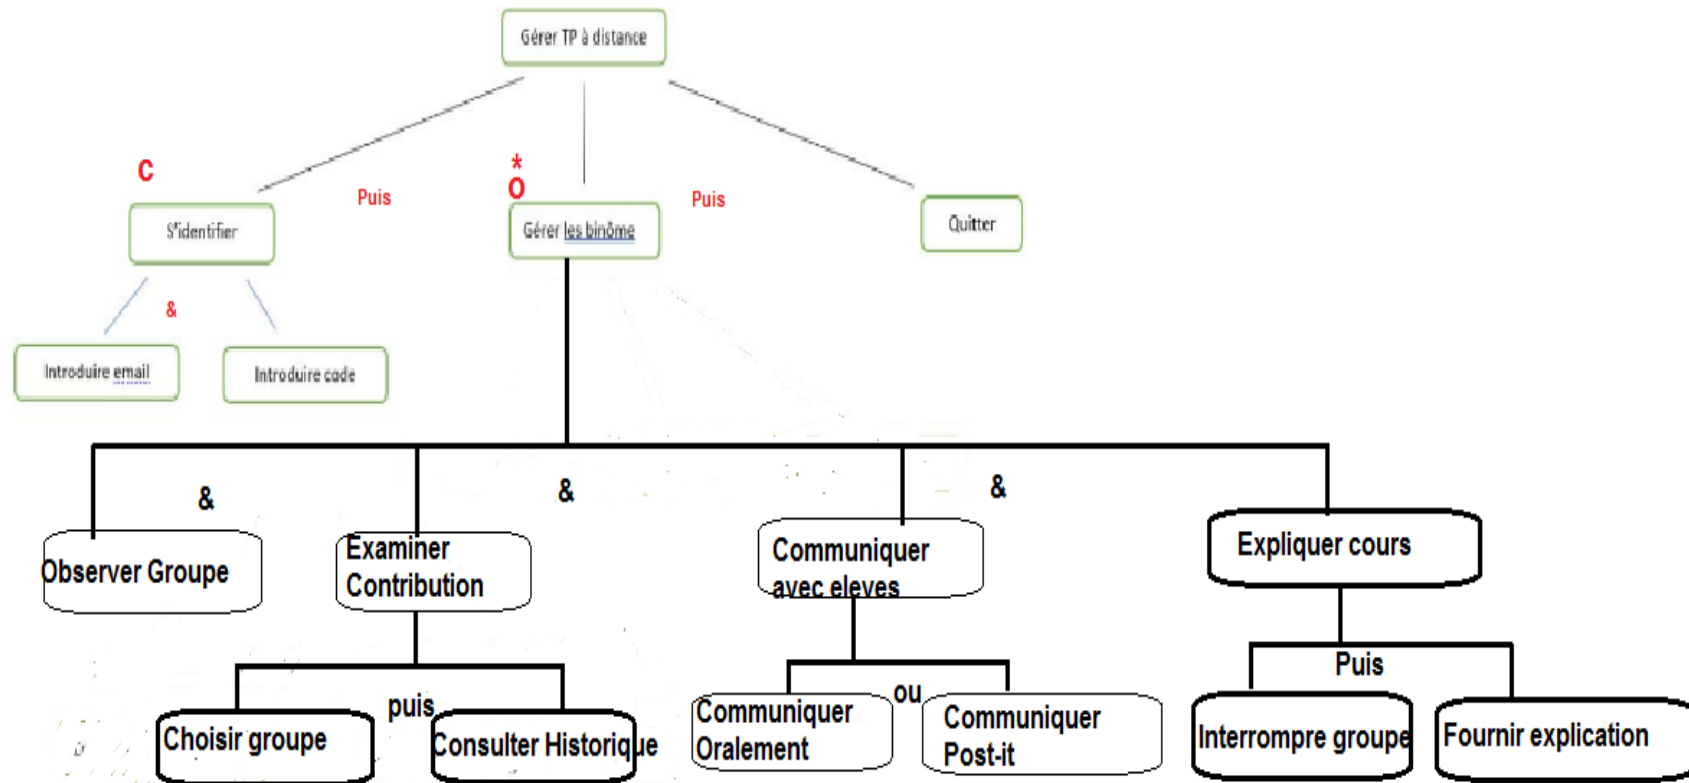 Gérer TP à distance
C
*
O
Puis
Puis
S'identifier
Gérer les binôme
Quitter
&
Introduire email
Introduire code
&
&
&
Observer Groupe
Examiner
Contribution
Communiquer
avec eleves
Expliquer cours
puis
ou
Puis
Choisir groupe
Consulter Historique
Communiquer
Oralement
Communiquer
Post-it
Interrompre groupe
Fournir explication